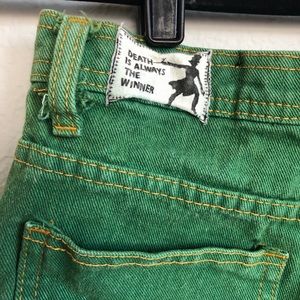 DEATH
IS ALWAYS
THE
WINNER